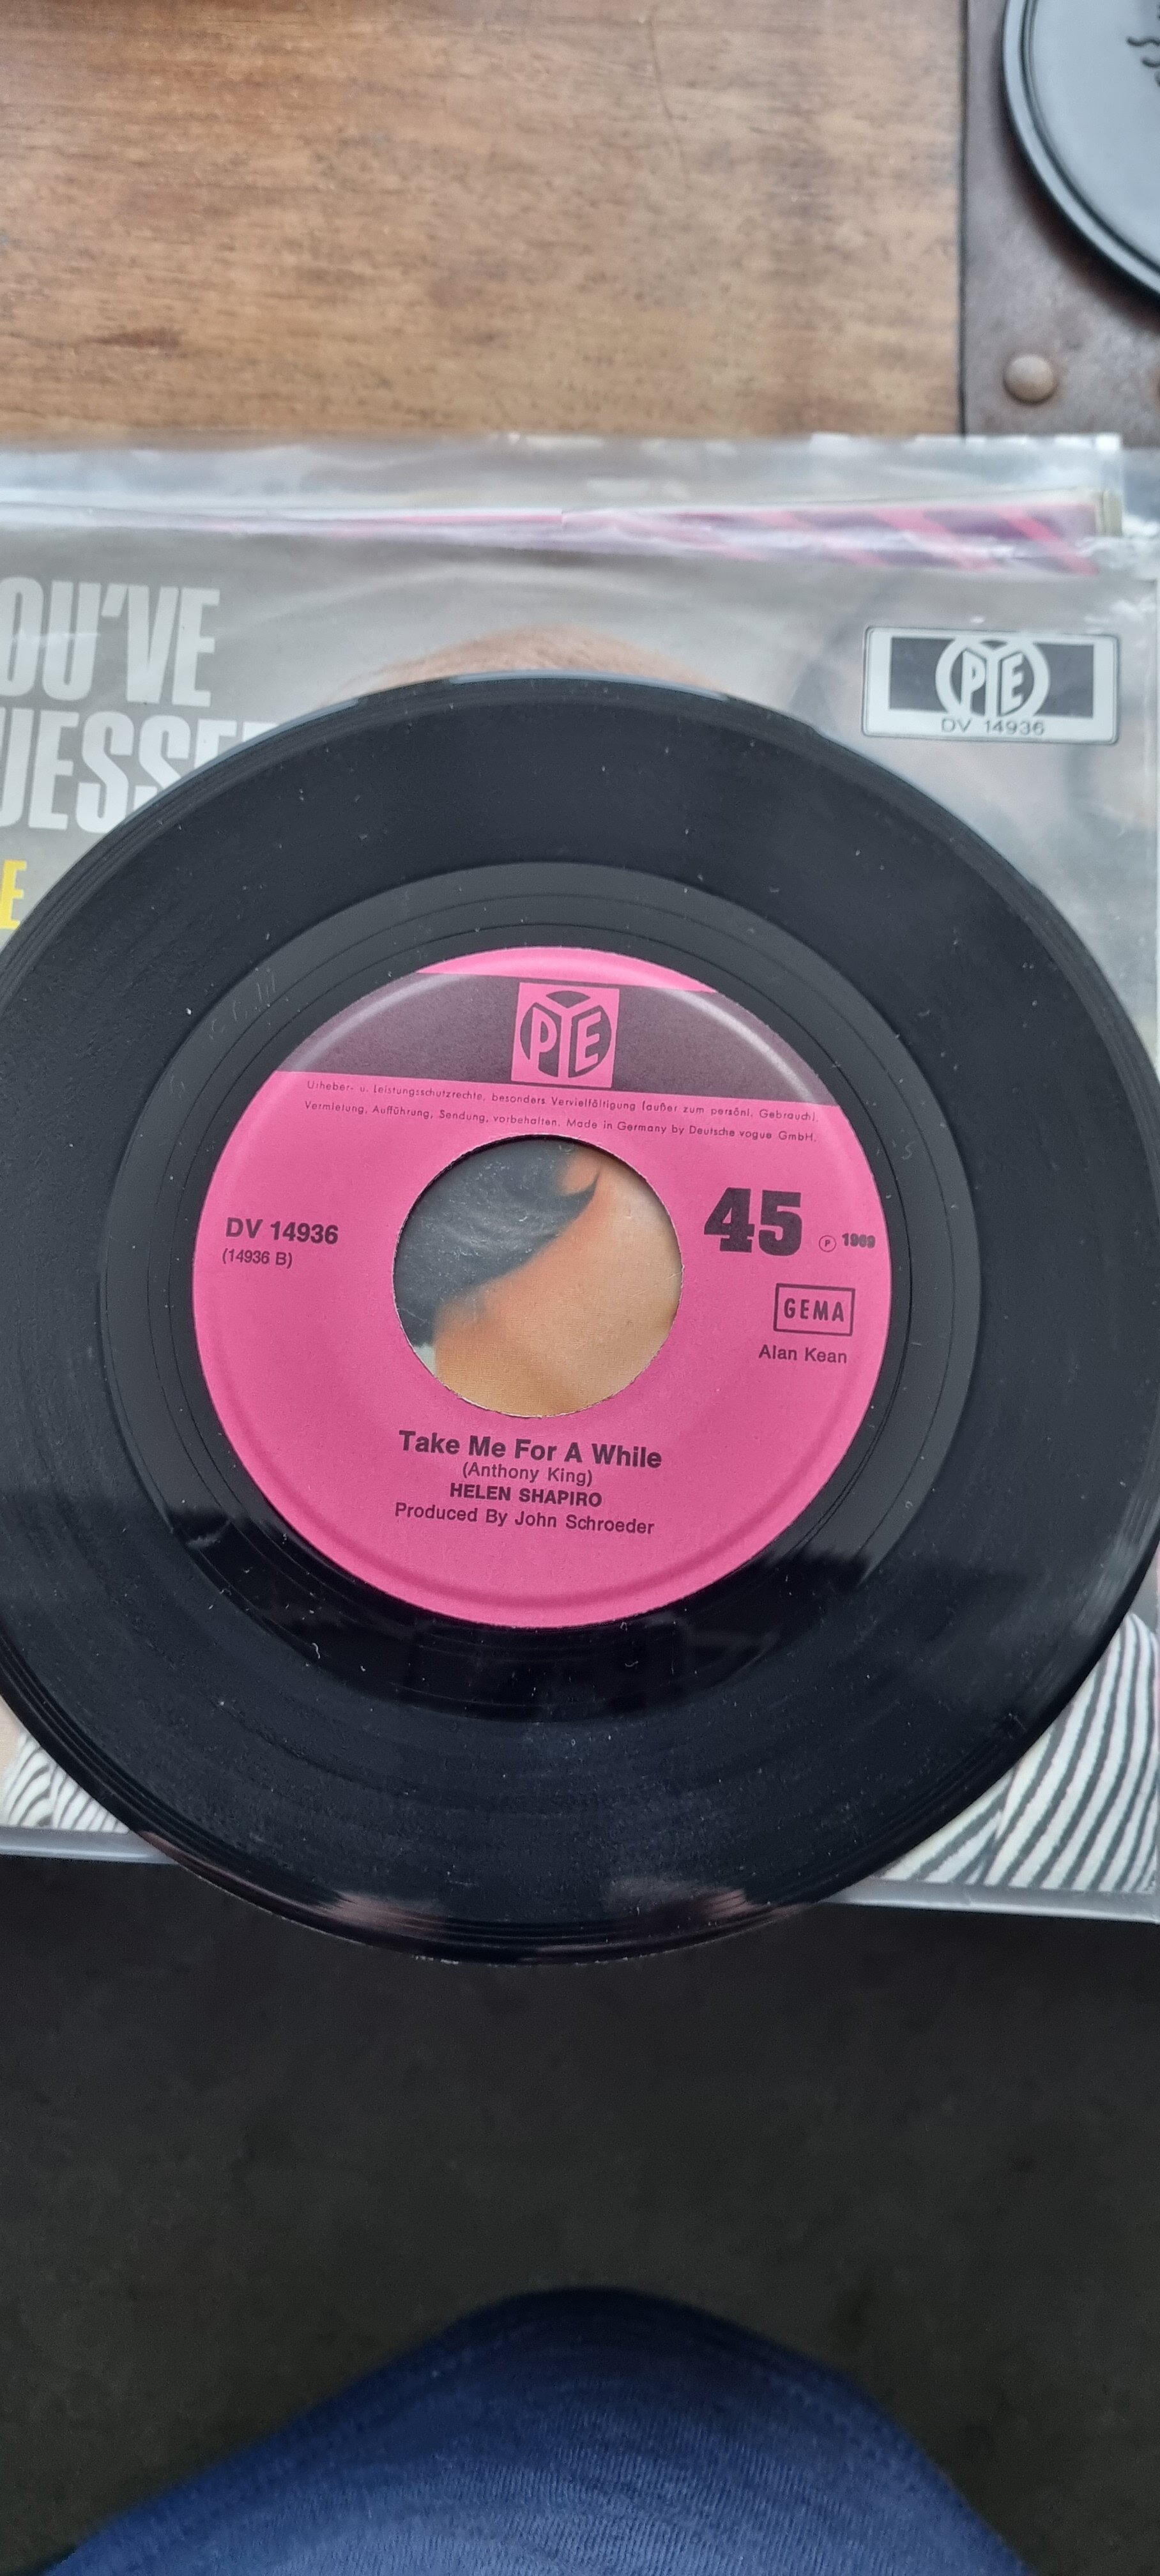 OU'VE
UESSE
E
PYE
DV 14936
PYE
Urheber- u. Leistungsschutzrechte, besonders Vervielfältigung (außer zum persönl. Gebrauch),
Vermietung, Aufführung, Sendung, vorbehalten. Made in Germany by Deutsche vogue GmbH.
DV 14936
(14936 B)
45
℗ 1969
GEMA
Alan Kean
Take Me For A While
(Anthony King)
HELEN SHAPIRO
Produced By John Schroeder